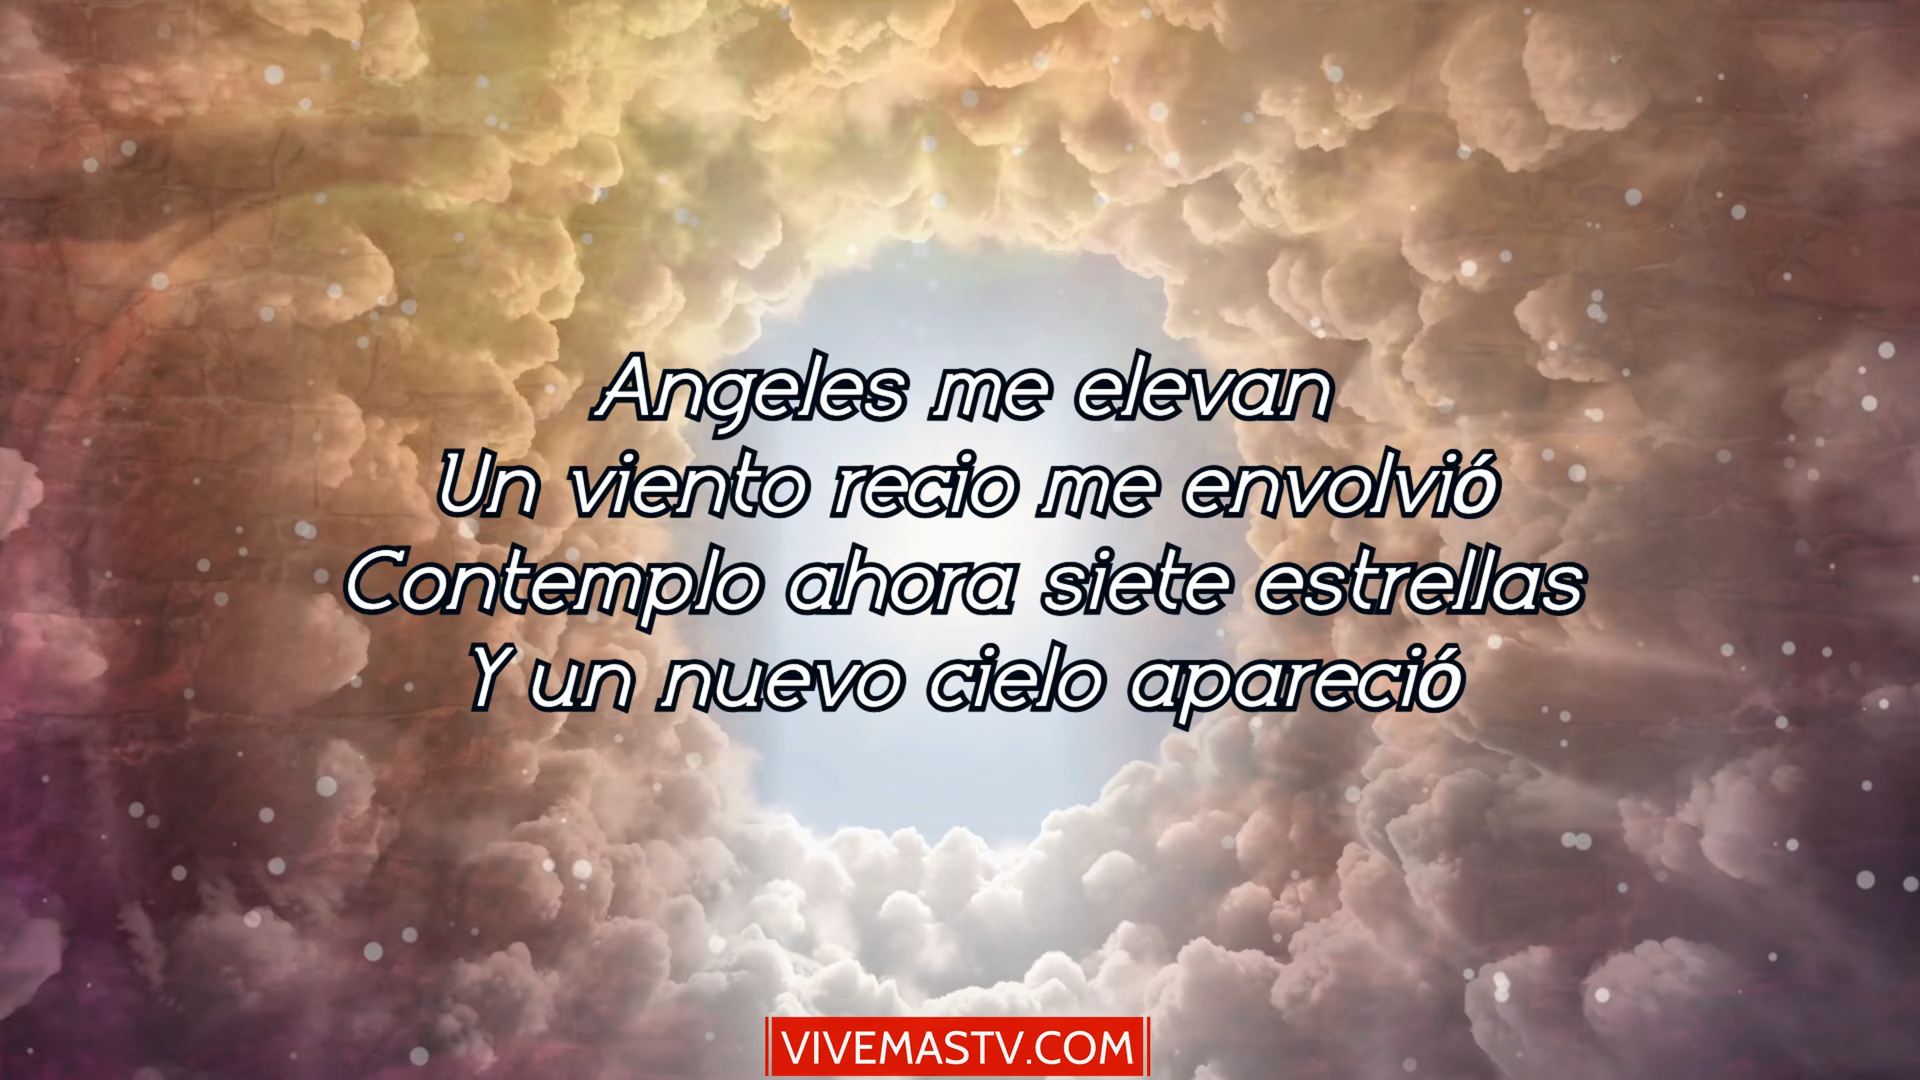 Angeles me elevan
Un viento recio me envolvió
Contemplo ahora siete estrellas
Y un nuevo cielo apareció
VIVEMASTV.COM